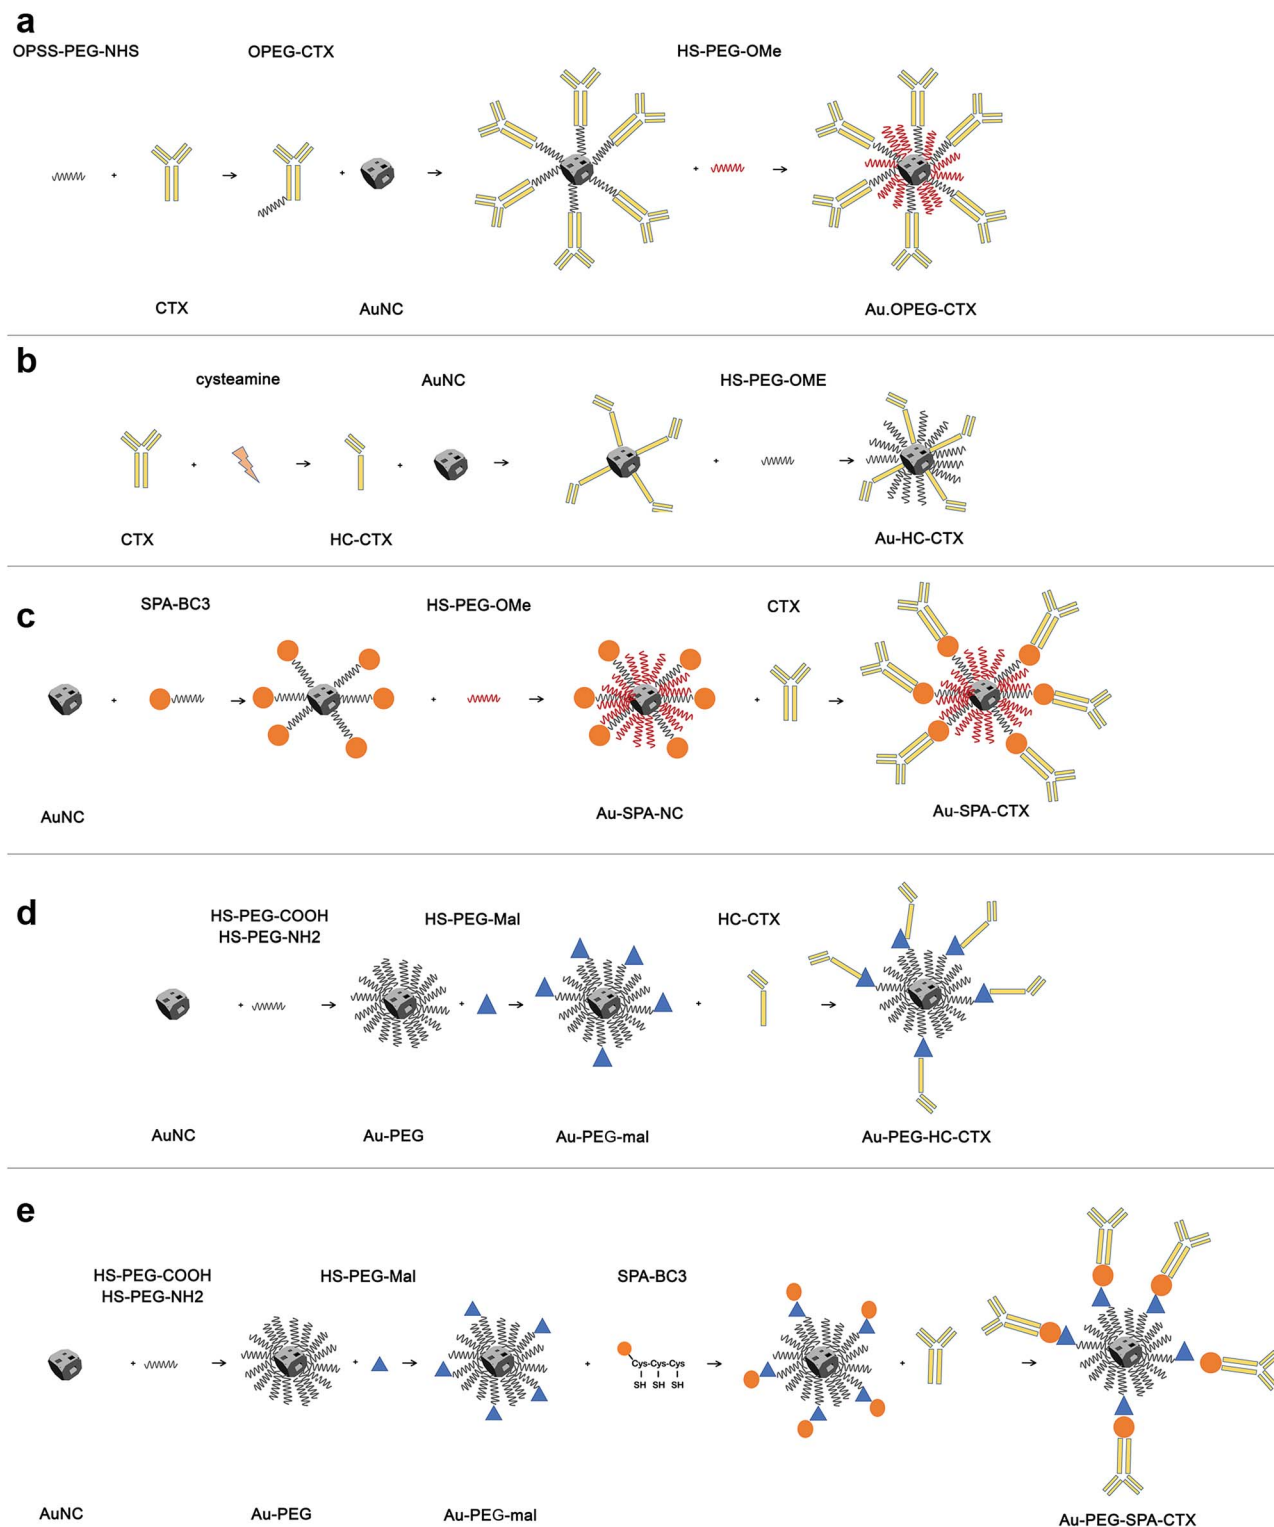 a
OPSS-PEG-NHS OPEG-CTX HS-PEG-OMe
+ + +
CTX AuNC Au.OPEG-CTX
b
cysteamine AuNC HS-PEG-OME
+ + +
CTX HC-CTX Au-HC-CTX
c
SPA-BC3 HS-PEG-OMe CTX
+ + +
AuNC Au-SPA-NC Au-SPA-CTX
d
HS-PEG-COOH HS-PEG-Mal HC-CTX
HS-PEG-NH2
+ + +
AuNC Au-PEG Au-PEG-mal Au-PEG-HC-CTX
e
HS-PEG-COOH HS-PEG-Mal SPA-BC3
HS-PEG-NH2
+ + + Cys-Cys-Cys +
SH SH SH
AuNC Au-PEG Au-PEG-mal Au-PEG-SPA-CTX